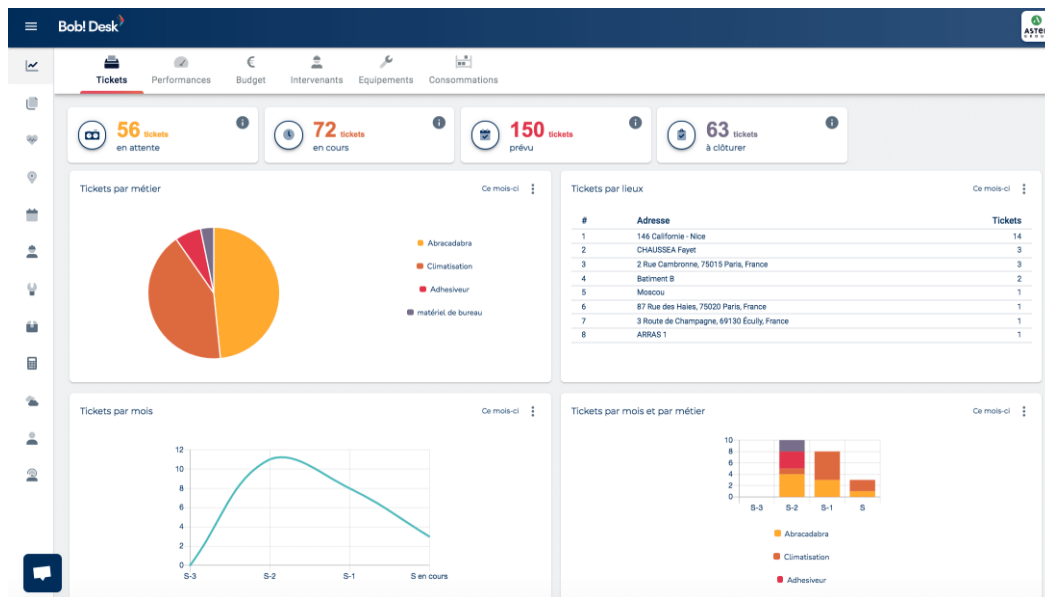 Bob! Desk
ASTER
GROUP
Tickets
Performances
Budget
Intervenants
Equipements
Consommations
56 tickets
en attente
72 tickets
en cours
150 tickets
prévu
63 tickets
à clôturer
Tickets par métier
Ce mois-ci
Abracadabra
Climatisation
Adhesiveur
matériel de bureau
Tickets par lieux
Ce mois-ci
# Adresse Tickets
1 146 Californie - Nice 14
2 CHAUSSEA Fayet 3
3 2 Rue Cambronne, 75015 Paris, France 3
4 Batiment B 2
5 Moscou 1
6 87 Rue des Haies, 75020 Paris, France 1
7 3 Route de Champagne, 69130 Écully, France 1
8 ARRAS 1 1
Tickets par mois
Ce mois-ci
12
10
8
6
4
2
0
S-3 S-2 S-1 S en cours
Tickets par mois et par métier
Ce mois-ci
10
8
6
4
2
0
S-3 S-2 S-1 S
Abracadabra
Climatisation
Adhesiveur